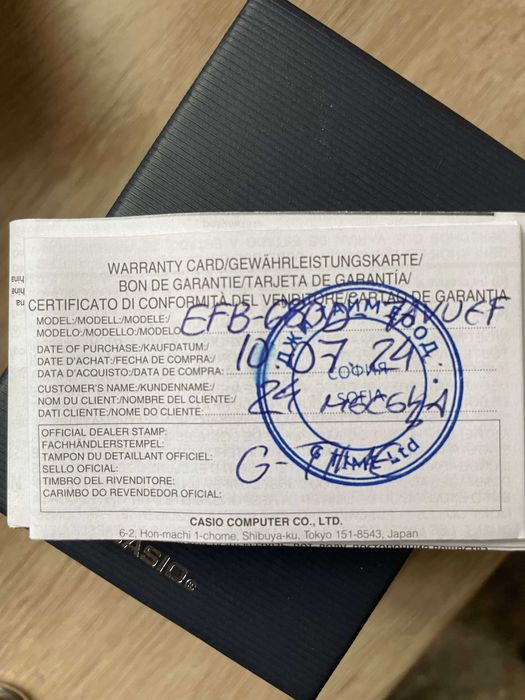 WARRANTY CARD/GEWÄHRLEISTUNGSKARTE/
BON DE GARANTIE/TARJETA DE GARANTÍA/
CERTIFICATO DI CONFORMITÀ DEL VENDITORE/CARTÃO DE GARANTIA
MODEL:/MODELL:/MODELE:
MODELO:/MODELLO:/MODELO: EFB-
DATE OF PURCHASE:/KAUFDATUM:/
DATE D'ACHAT:/FECHA DE COMPRA:/ 10.07.24
DATA D'ACQUISTO:/DATA DE COMPRA:
CUSTOMER'S NAME:/KUNDENNAME:/
NOM DU CLIENT:/NOMBRE DEL CLIENTE:/ 24 месеца
DATI CLIENTE:/NOME DO CLIENTE:
OFFICIAL DEALER STAMP:
FACHHÄNDLERSTEMPEL:
TAMPON DU DETAILLANT OFFICIEL:
SELLO OFICIAL:
TIMBRO DEL RIVENDITORE:
CARIMBO DO REVENDEDOR OFICIAL:
G-TIME
СОФИЯ
SOFIA
G TIME Ltd
CASIO COMPUTER CO., LTD.
6-2, Hon-machi 1-chome, Shibuya-ku, Tokyo 151-8543, Japan
CASIO®